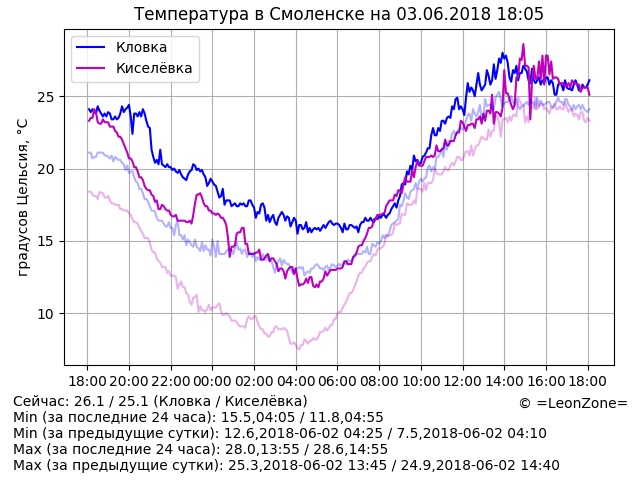 Температура в Смоленске на 03.06.2018 18:05
Кловка
Киселёвка
градусов Цельсия, °C
25
20
15
10
18:00 20:00 22:00 00:00 02:00 04:00 06:00 08:00 10:00 12:00 14:00 16:00 18:00
Сейчас: 26.1 / 25.1 (Кловка / Киселёвка)
© =LeonZone=
Min (за последние 24 часа): 15.5,04:05 / 11.8,04:55
Min (за предыдущие сутки): 12.6,2018-06-02 04:25 / 7.5,2018-06-02 04:10
Max (за последние 24 часа): 28.0,13:55 / 28.6,14:55
Max (за предыдущие сутки): 25.3,2018-06-02 13:45 / 24.9,2018-06-02 14:40